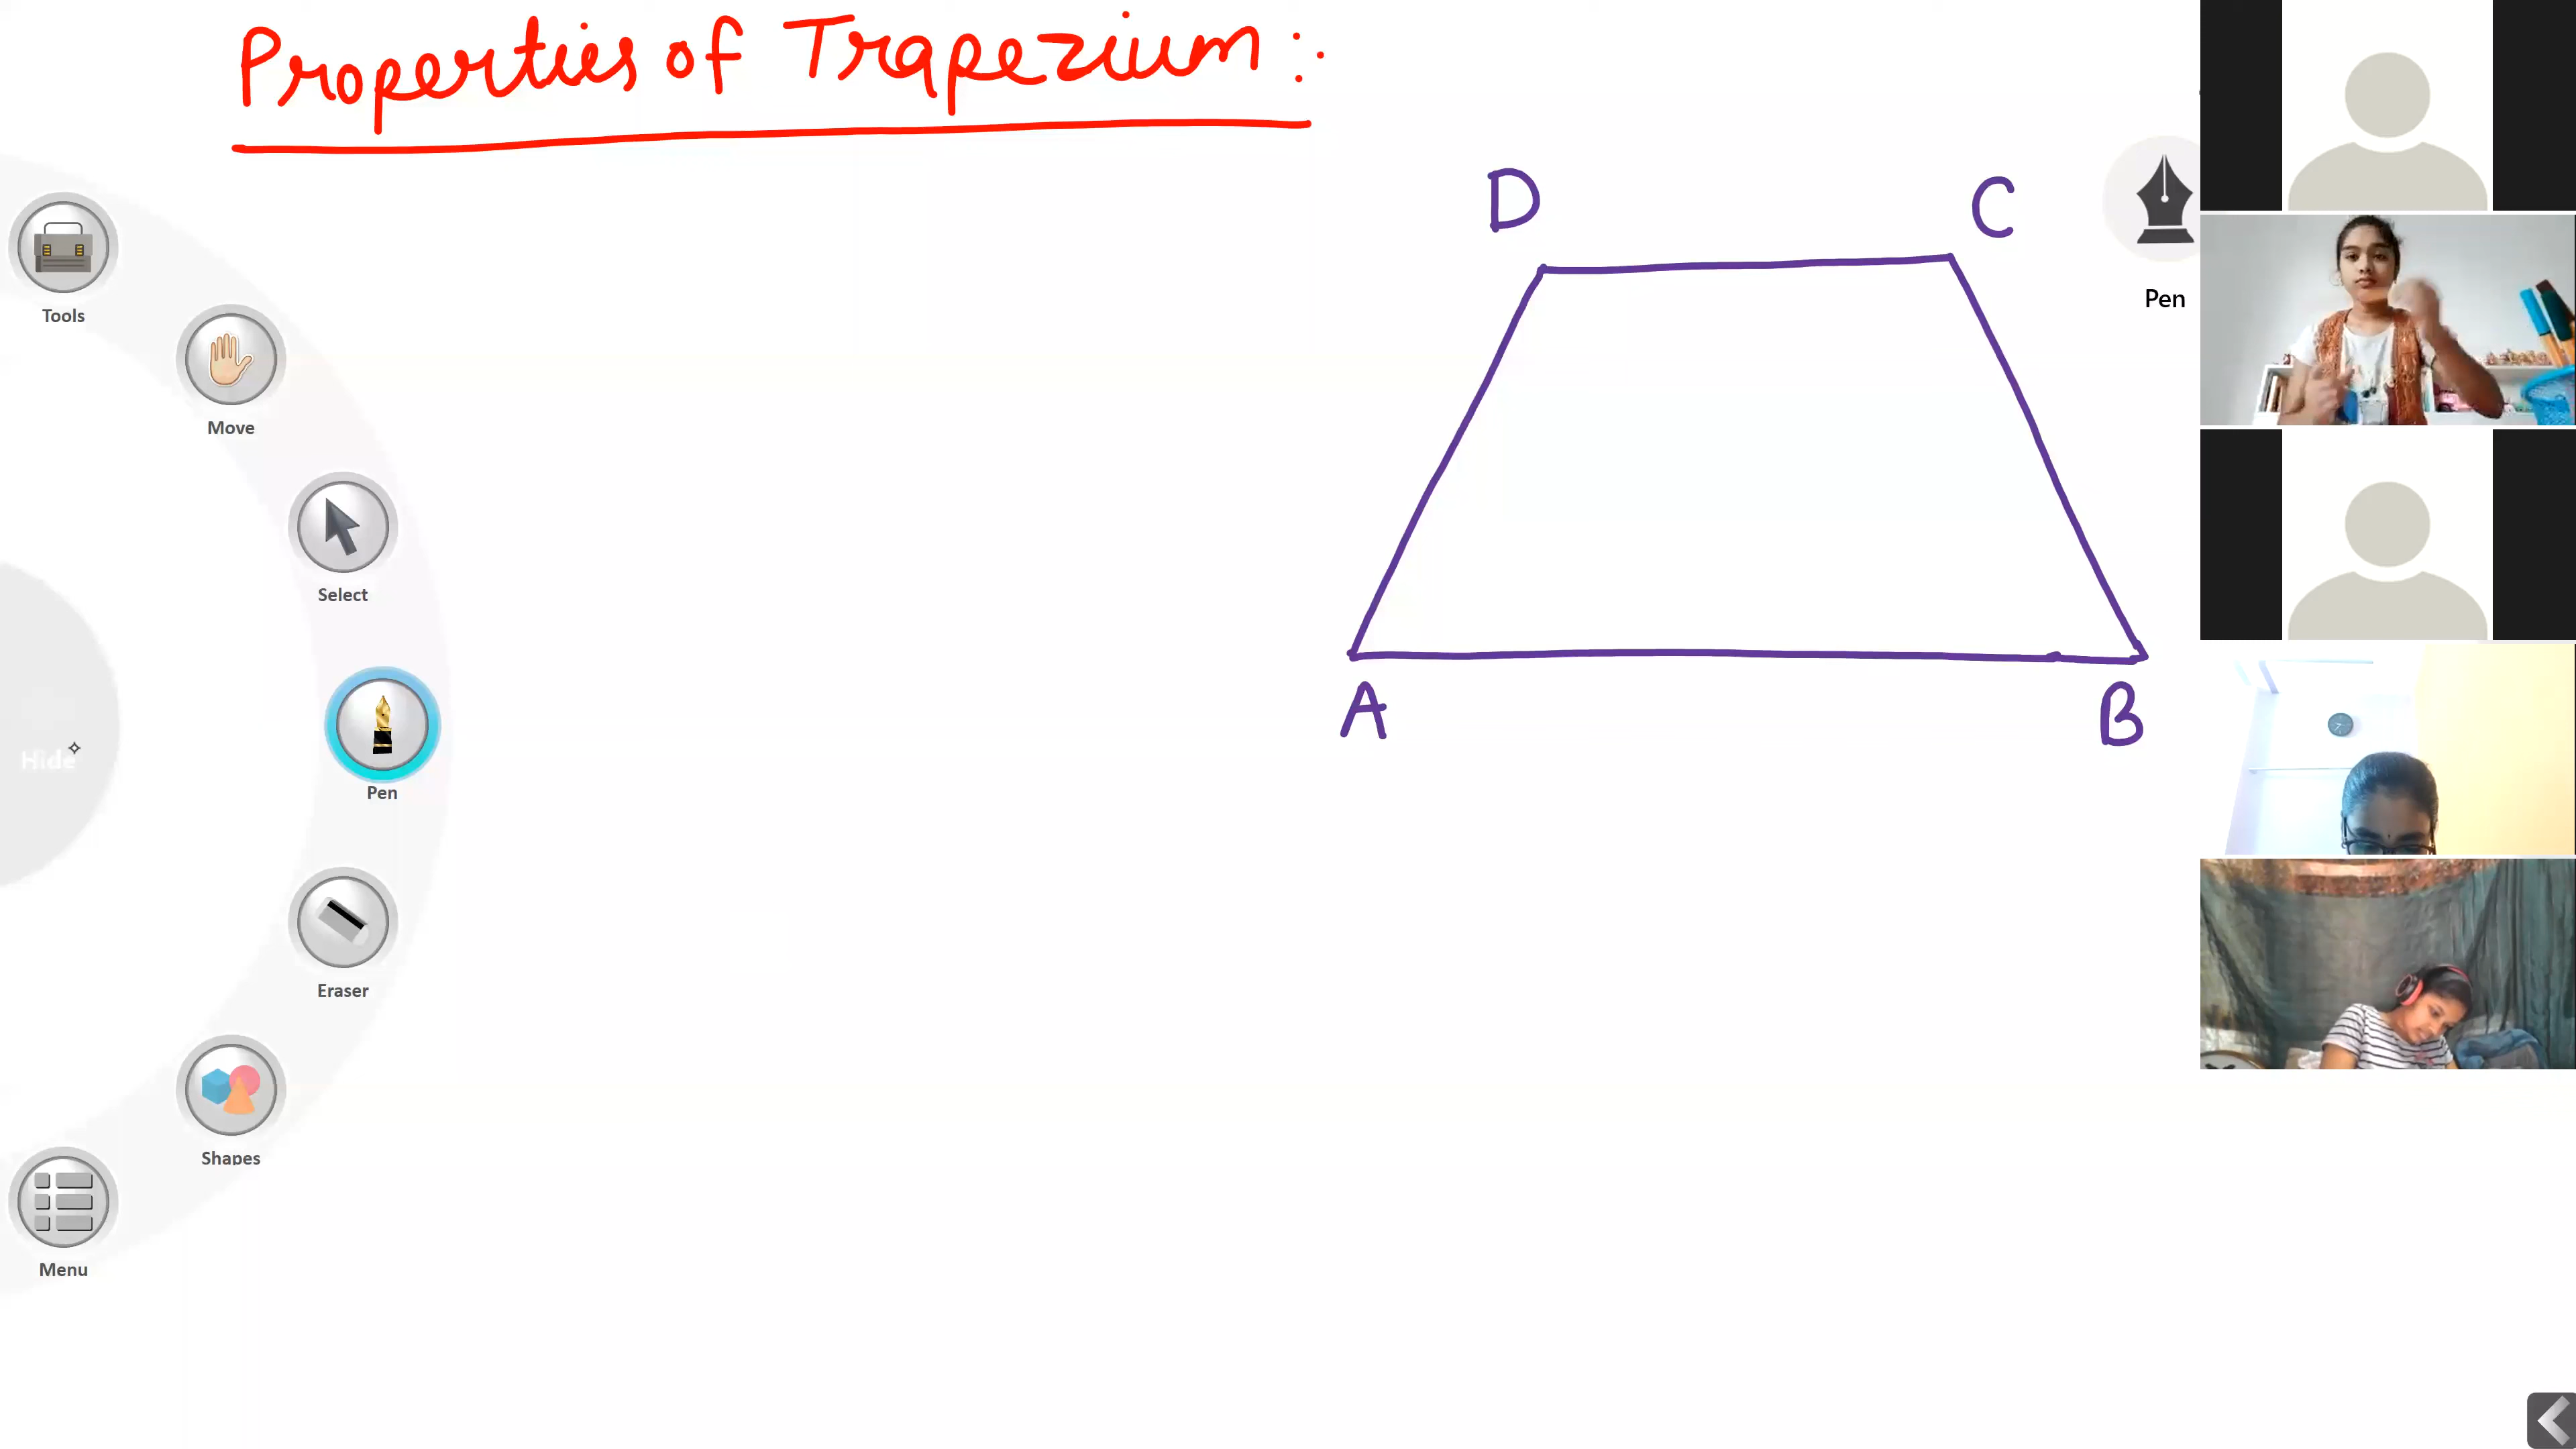 Properties of Trapezium :-
D
C
Pen
Tools
Move
Select
A
B
Hide
Pen
Eraser
Shapes
Menu